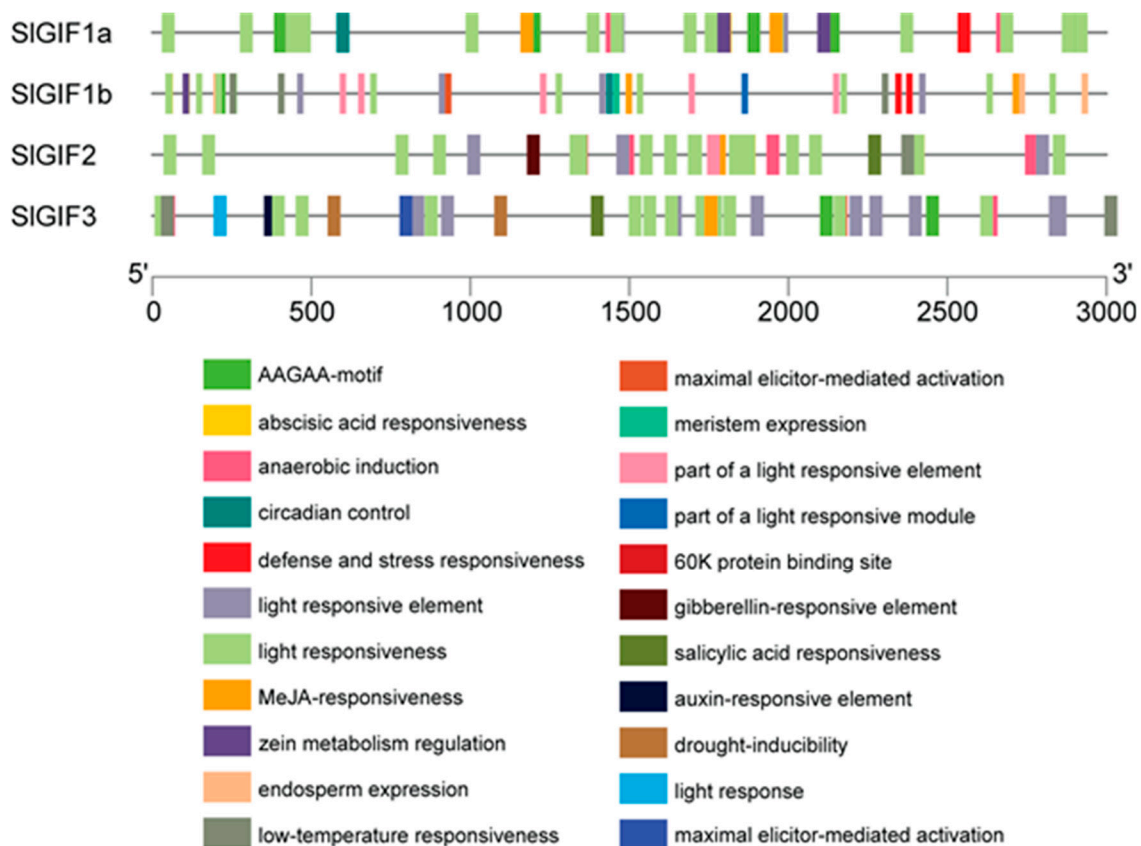 SlGIF1a
SlGIF1b
SlGIF2
SlGIF3
5' 3'
0 500 1000 1500 2000 2500 3000
AAGAA-motif
abscisic acid responsiveness
anaerobic induction
circadian control
defense and stress responsiveness
light responsive element
light responsiveness
MeJA-responsiveness
zein metabolism regulation
endosperm expression
low-temperature responsiveness
maximal elicitor-mediated activation
meristem expression
part of a light responsive element
part of a light responsive module
60K protein binding site
gibberellin-responsive element
salicylic acid responsiveness
auxin-responsive element
drought-inducibility
light response
maximal elicitor-mediated activation